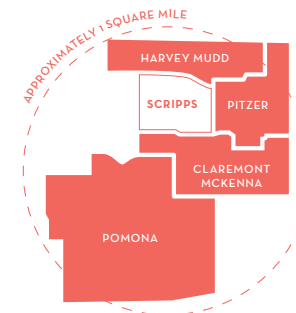 APPROXIMATELY 1 SQUARE MILE
HARVEY MUDD
SCRIPPS
PITZER
CLAREMONT
MCKENNA
POMONA